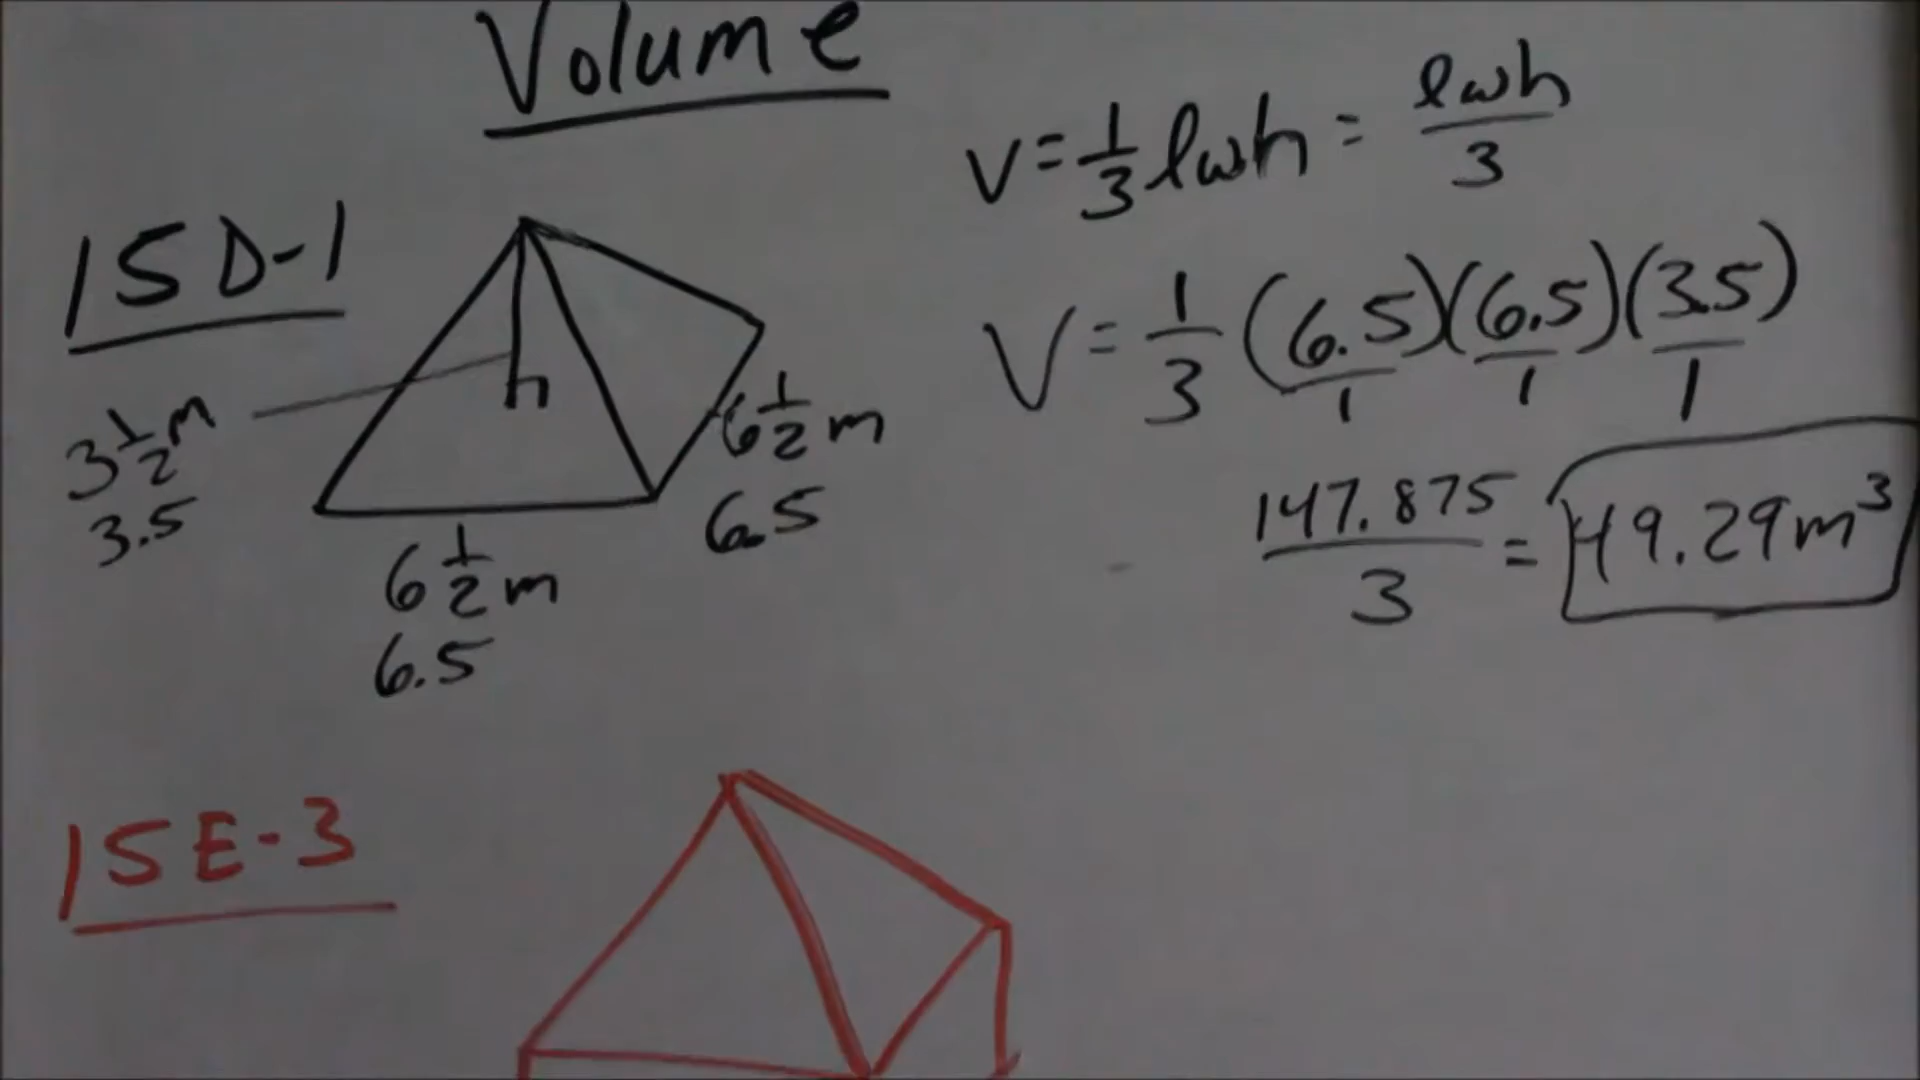 Volume
V = 1/3 lwh = lwh/3
15D-1
V = 1/3 (6.5/1)(6.5/1)(3.5/1)
h
3 1/2 m
3.5
6 1/2 m
6.5
6 1/2 m
6.5
147.875/3 = 49.29m³
15E-3